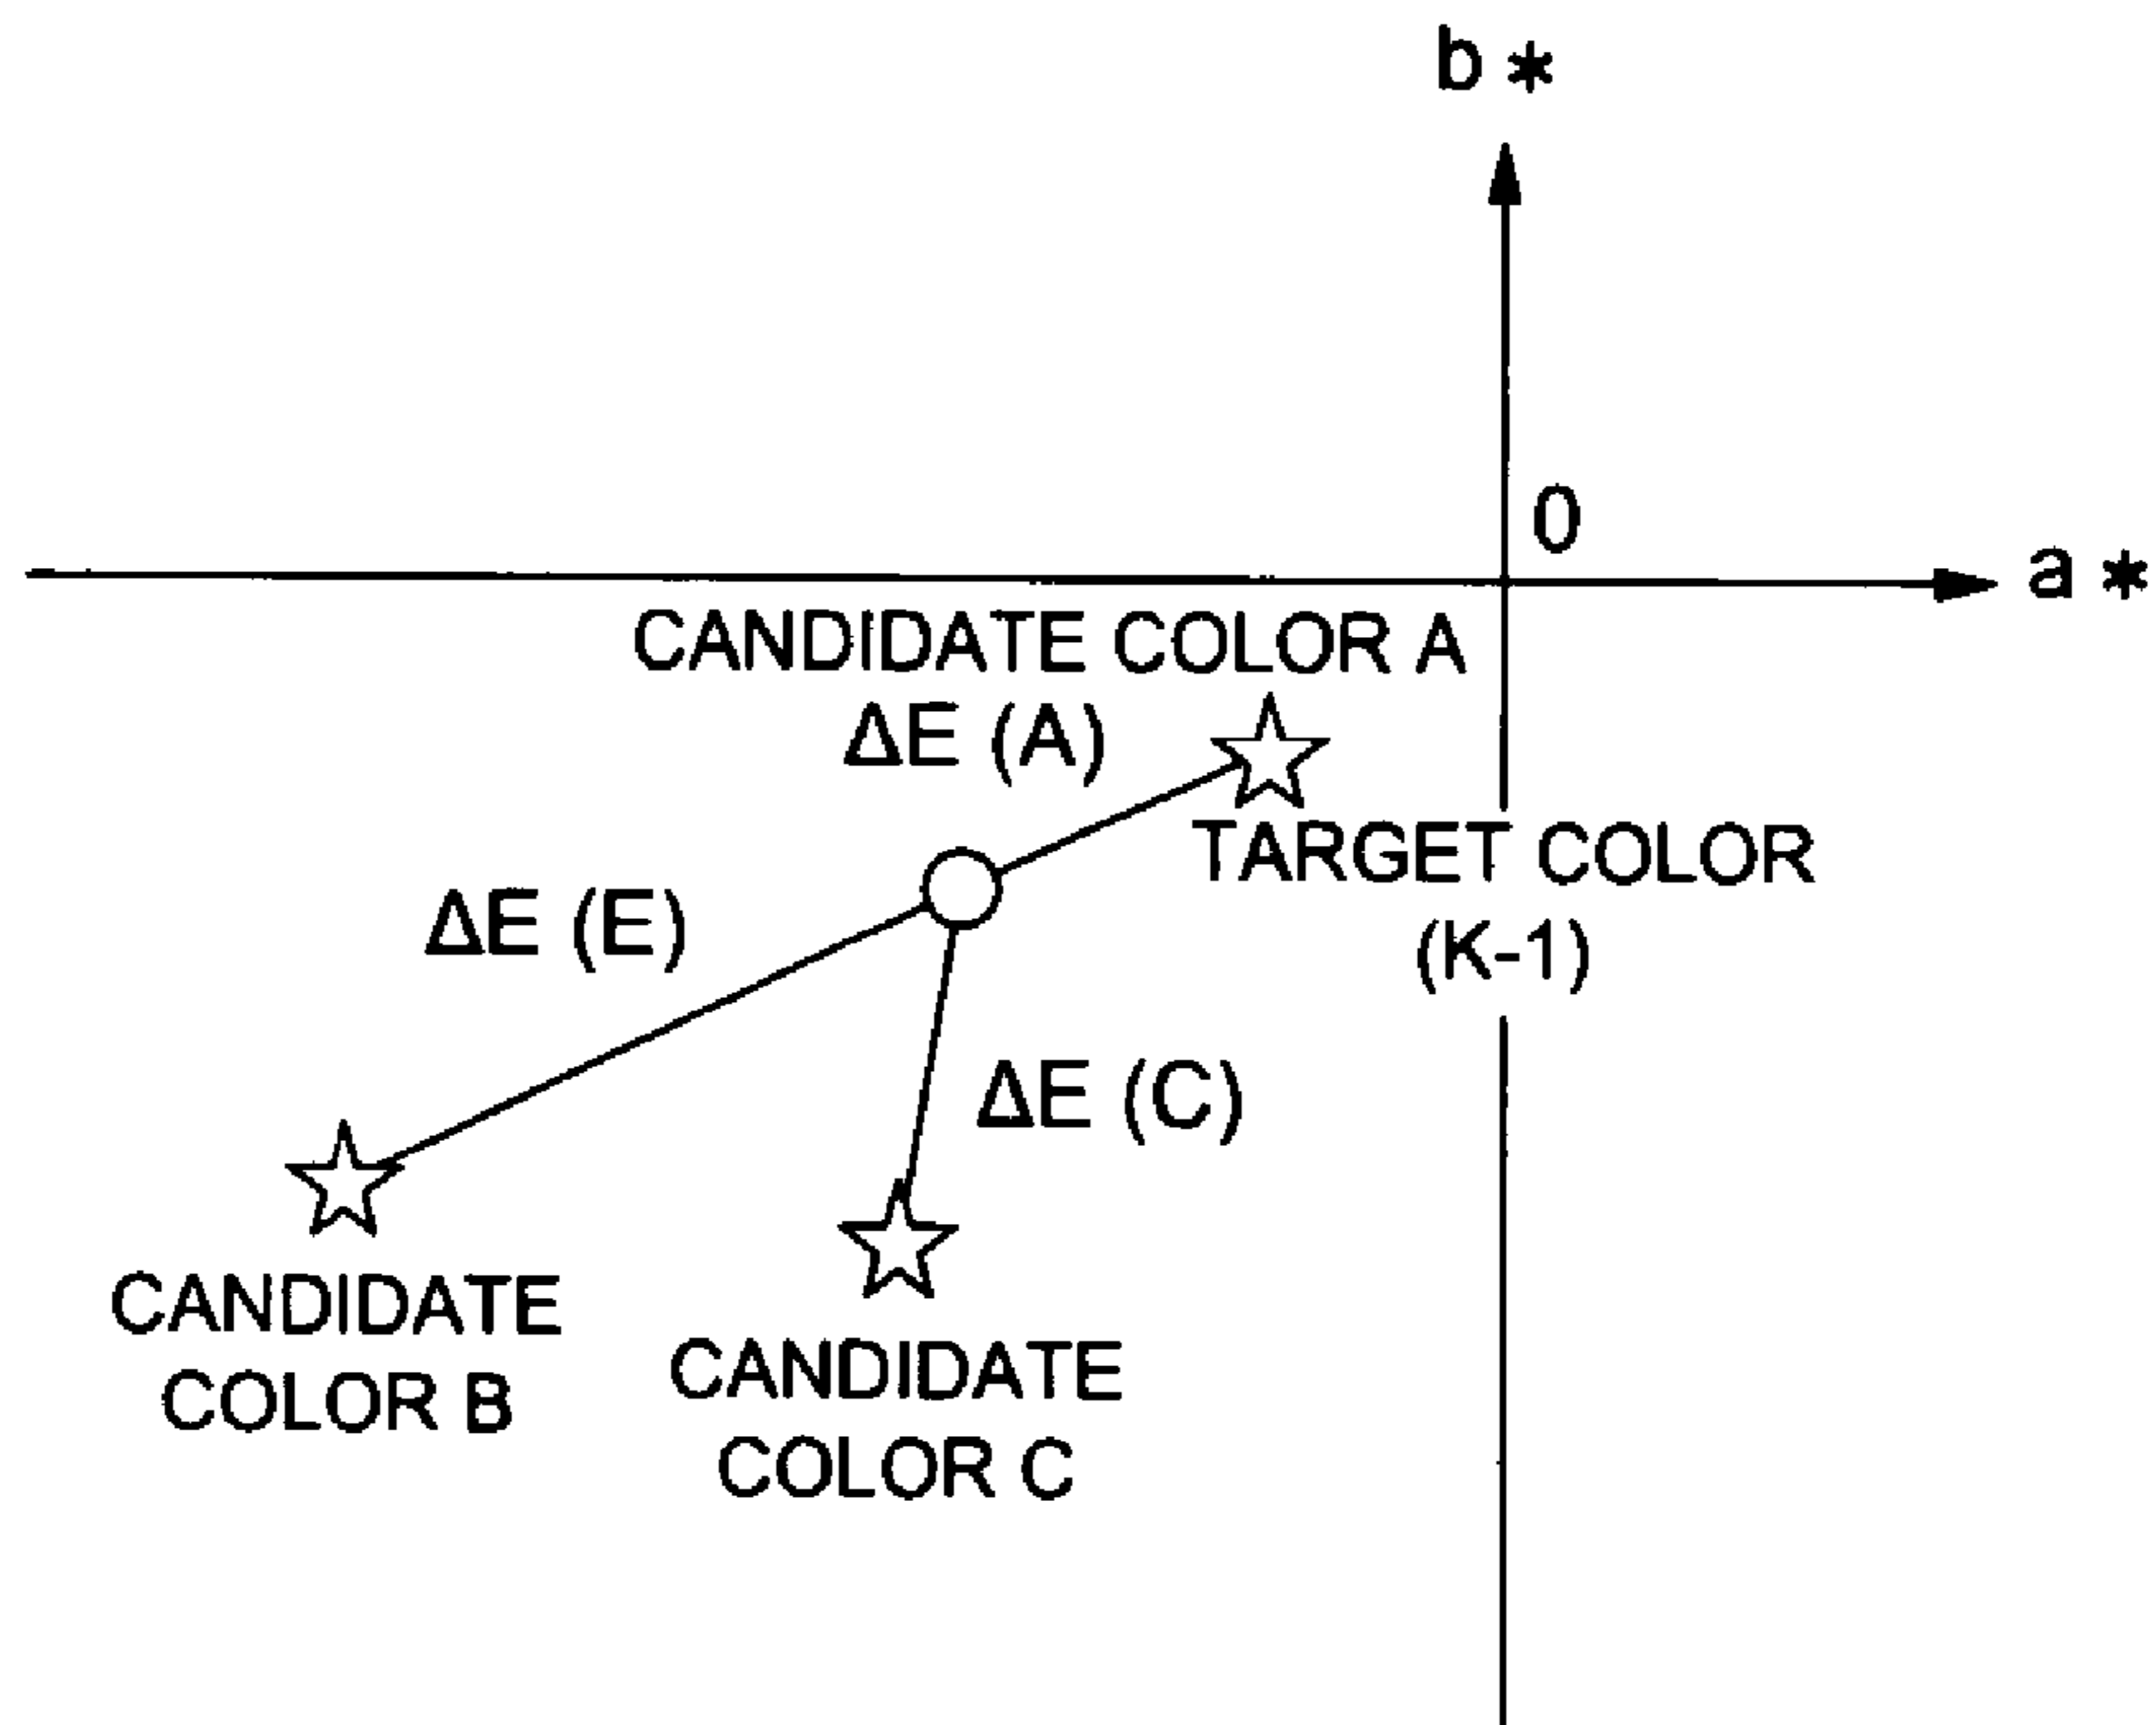 b *
0
a *
CANDIDATE COLOR A
ΔE (A)
TARGET COLOR
(K-1)
ΔE (E)
ΔE (C)
CANDIDATE
COLOR B
CANDIDATE
COLOR C